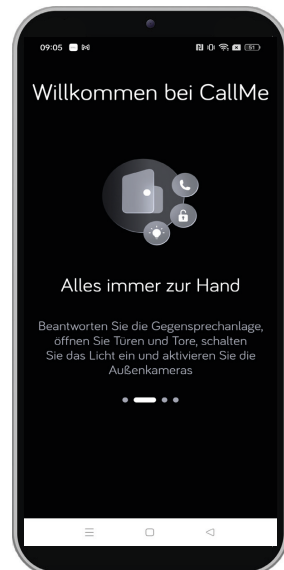 09:05
51
Willkommen bei CallMe
Alles immer zur Hand
Beantworten Sie die Gegensprechanlage,
öffnen Sie Türen und Tore, schalten
Sie das Licht ein und aktivieren Sie die
Außenkameras